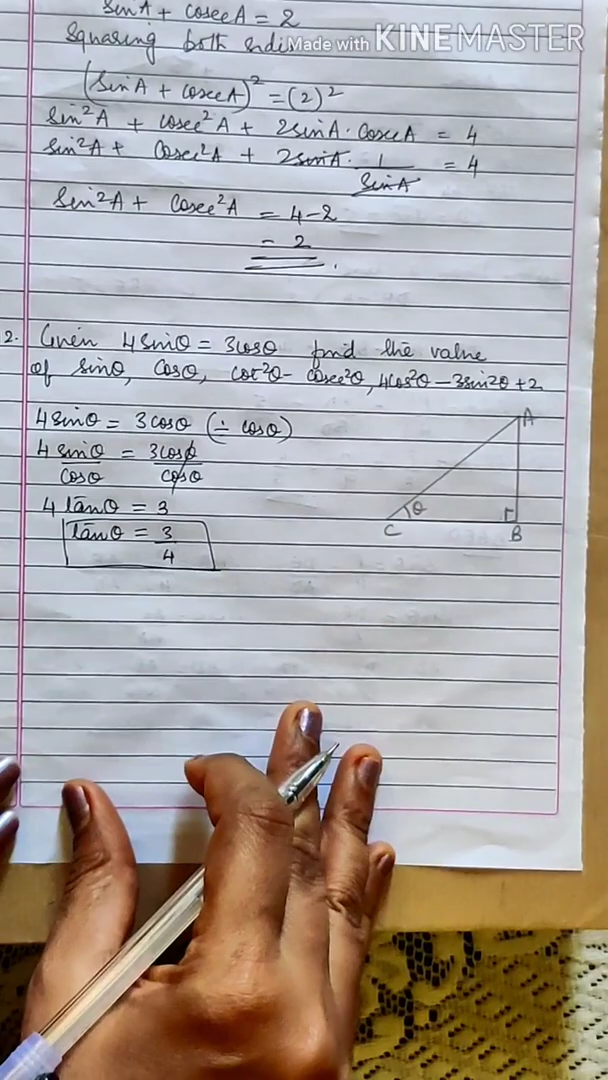 sinA + cosecA = 2
Squaring both sides
Made with KINEMASTER
(sinA + cosecA)² = (2)²
sin²A + cosec²A + 2sinA · cosecA = 4
sin²A + cosec²A + 2sinA · 1/sinA = 4
sin²A + cosec²A = 4-2
= 2
2. Given 4sinθ = 3cosθ find the value
of sinθ, cosθ, cot²θ - cosec²θ, 4cos²θ - 3sin²θ + 2
4sinθ = 3cosθ (÷ cosθ)
4 sinθ/cosθ = 3cosθ/cosθ
4 tanθ = 3
tanθ = 3/4
A
θ
C
B